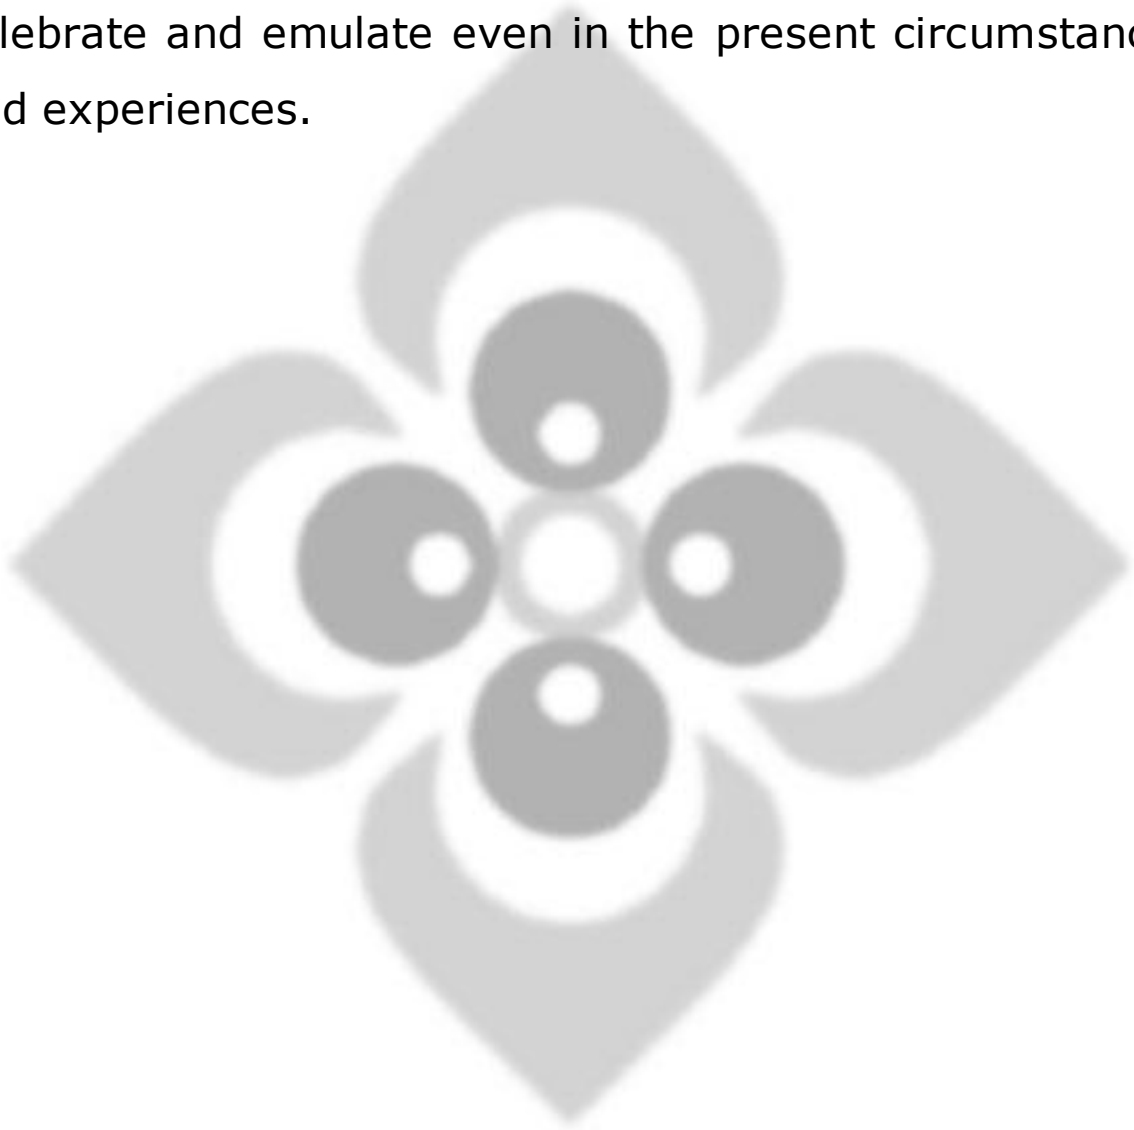 lebrate and emulate even in the present circumstanc
d experiences.